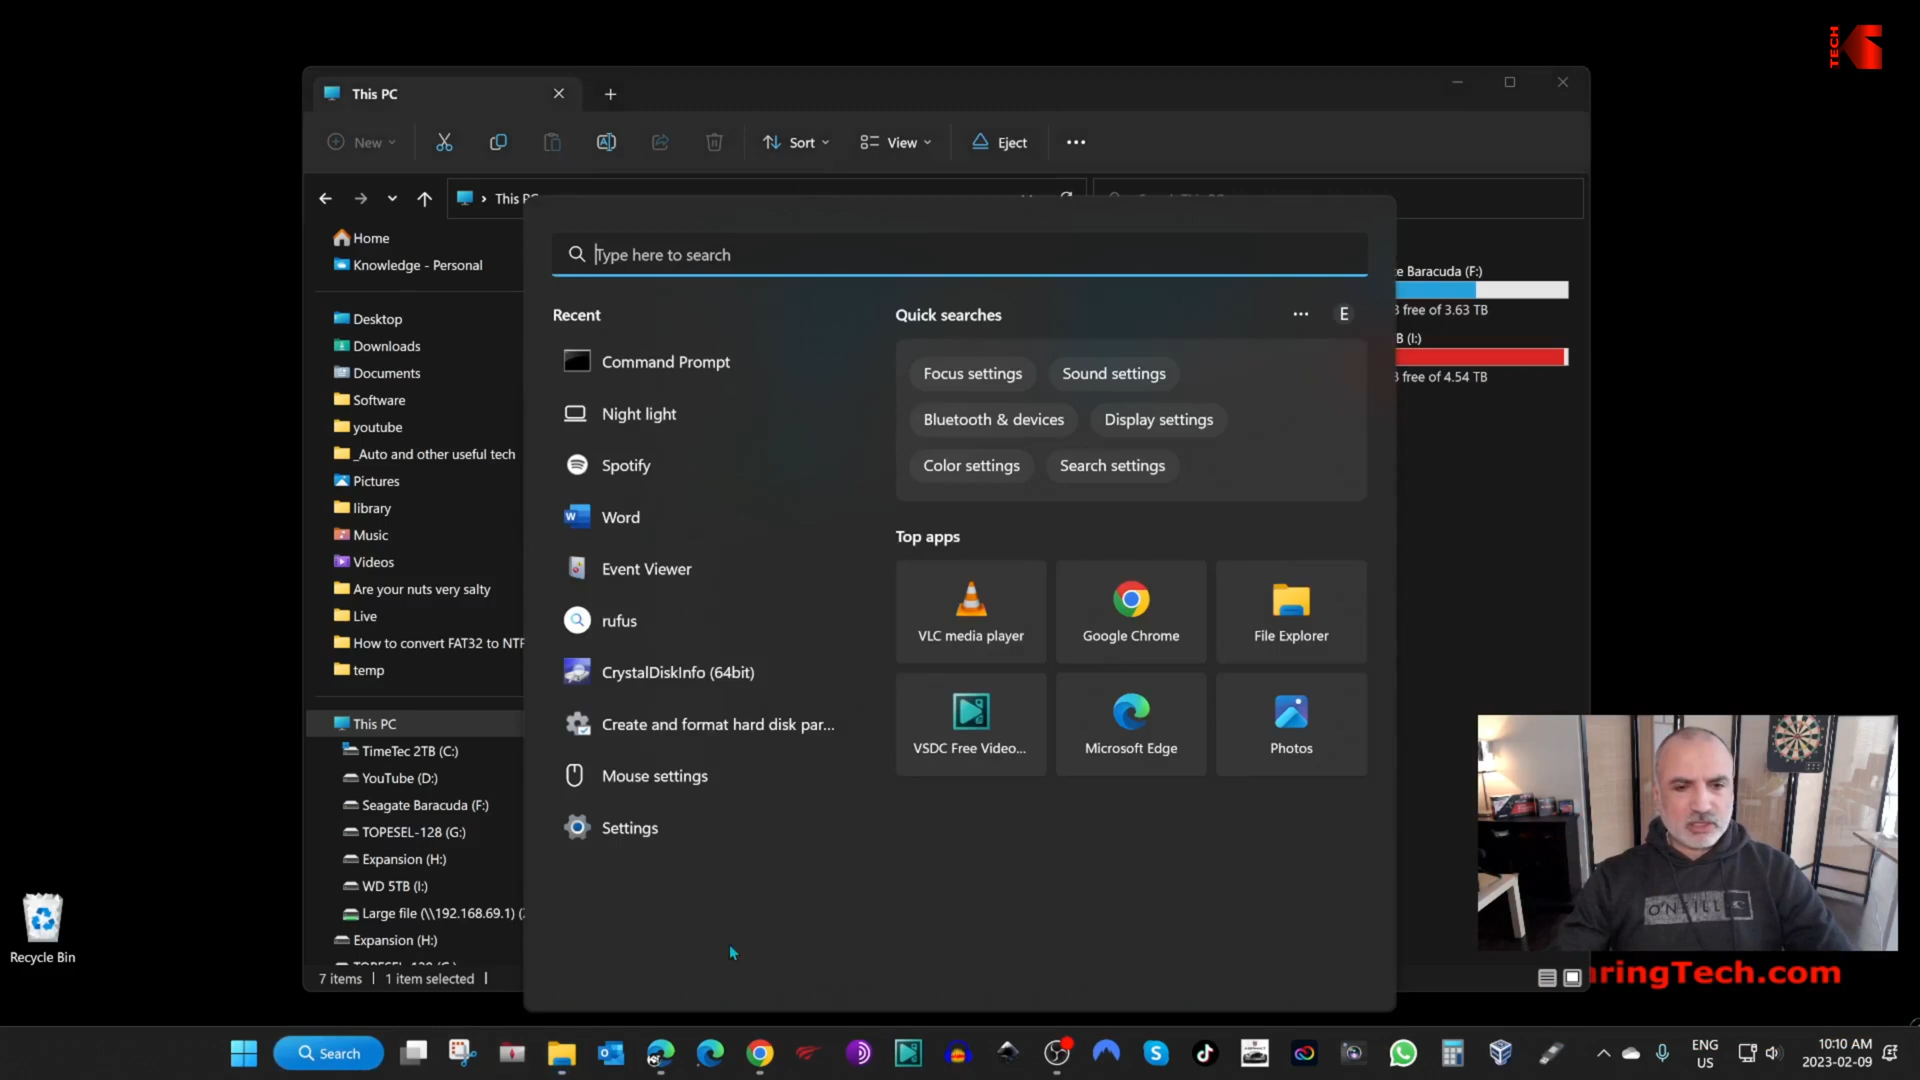 TECH
This PC
New
Sort
View
Eject
This P
Home
Knowledge - Personal
Desktop
Downloads
Documents
Software
youtube
_Auto and other useful tech
Pictures
library
Music
Videos
Are your nuts very salty
Live
How to convert FAT32 to NTF
temp
This PC
TimeTec 2TB (C:)
YouTube (D:)
Seagate Baracuda (F:)
TOPESEL-128 (G:)
Expansion (H:)
WD 5TB (I:)
Large file (\\192.168.69.1) (
Expansion (H:)
7 items
1 item selected
Type here to search
Recent
Command Prompt
Night light
Spotify
Word
Event Viewer
rufus
CrystalDiskInfo (64bit)
Create and format hard disk par...
Mouse settings
Settings
Quick searches
E
Focus settings
Sound settings
Bluetooth & devices
Display settings
Color settings
Search settings
Top apps
VLC media player
Google Chrome
File Explorer
VSDC Free Video...
Microsoft Edge
Photos
e Baracuda (F:)
free of 3.63 TB
B (I:)
free of 4.54 TB
O'NEILL
aringTech.com
Recycle Bin
Search
ENG
US
10:10 AM
2023-02-09